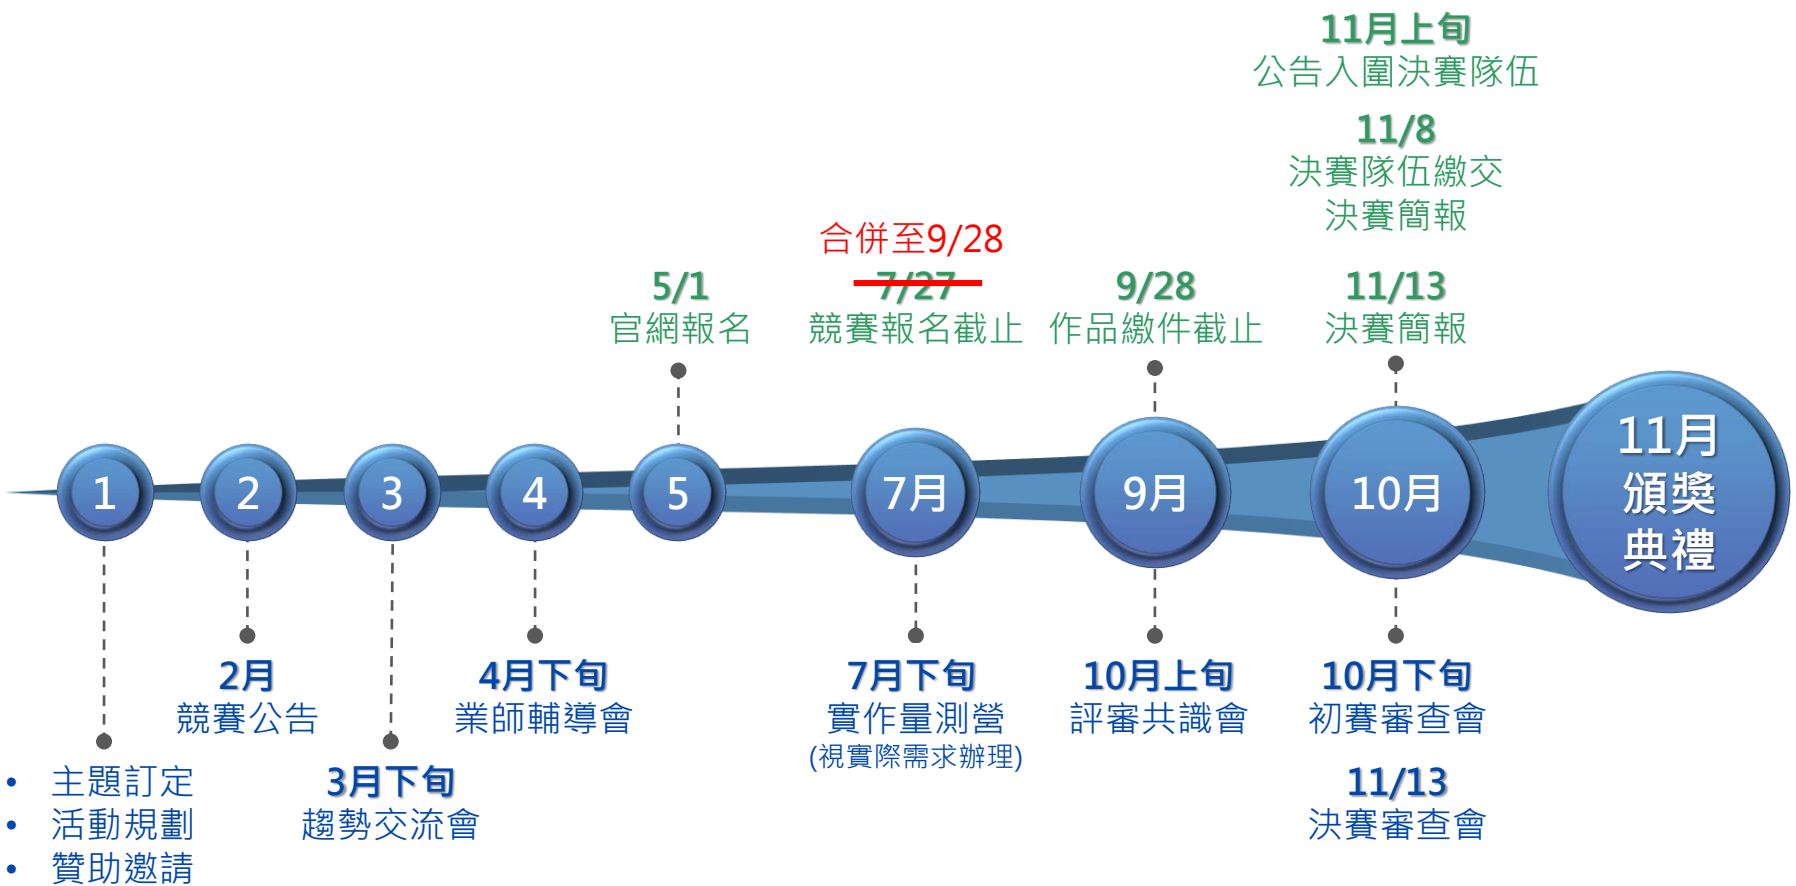 11月上旬
公告入圍決賽隊伍
11/8
決賽隊伍繳交
決賽簡報
合併至9/28
5/1
官網報名
7/27
競賽報名截止
9/28
作品繳件截止
11/13
決賽簡報
1
2
3
4
5
7月
9月
10月
11月
頒獎
典禮
2月
競賽公告
4月下旬
業師輔導會
7月下旬
實作量測營
(視實際需求辦理)
10月上旬
評審共識會
10月下旬
初賽審查會
• 主題訂定
• 活動規劃
• 贊助邀請
3月下旬
趨勢交流會
11/13
決賽審查會